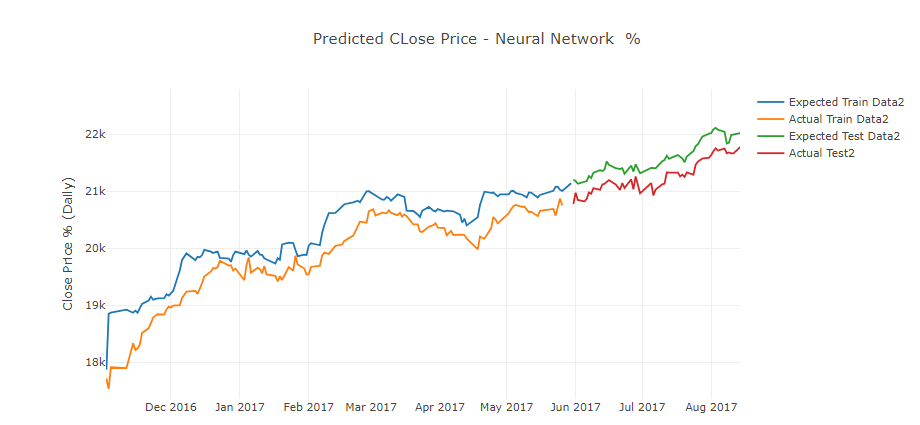 Predicted CLose Price - Neural Network %
Expected Train Data2
Actual Train Data2
Expected Test Data2
Actual Test2
Close Price % (Daily)
22k
21k
20k
19k
18k
Dec 2016 Jan 2017 Feb 2017 Mar 2017 Apr 2017 May 2017 Jun 2017 Jul 2017 Aug 2017